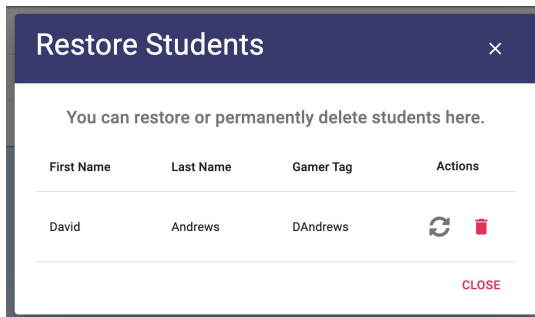 Restore Students
You can restore or permanently delete students here.
First Name Last Name Gamer Tag Actions
David Andrews DAndrews
CLOSE